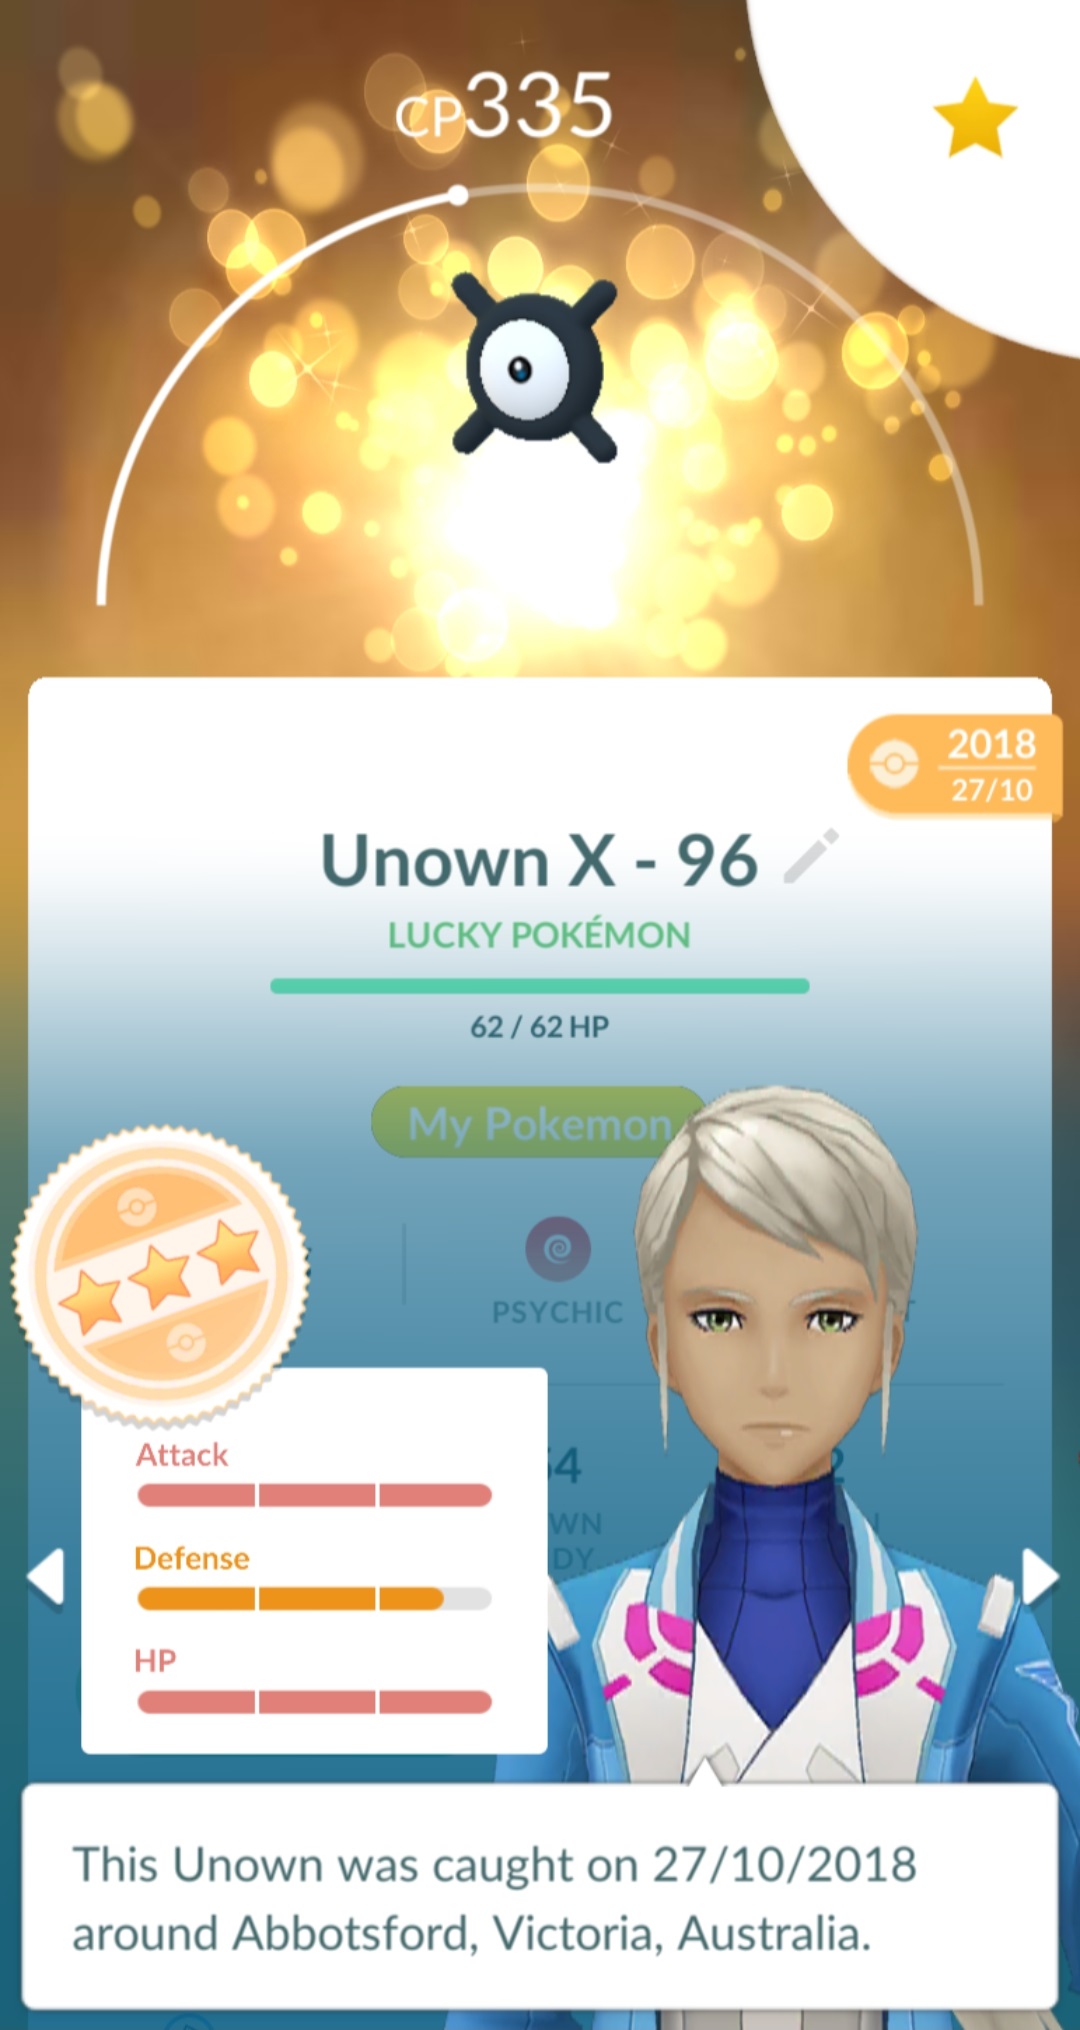 CP335
2018
27/10
Unown X - 96
LUCKY POKÉMON
62 / 62 HP
My Pokemon
PSYCHIC
Attack
Defense
HP
This Unown was caught on 27/10/2018
around Abbotsford, Victoria, Australia.